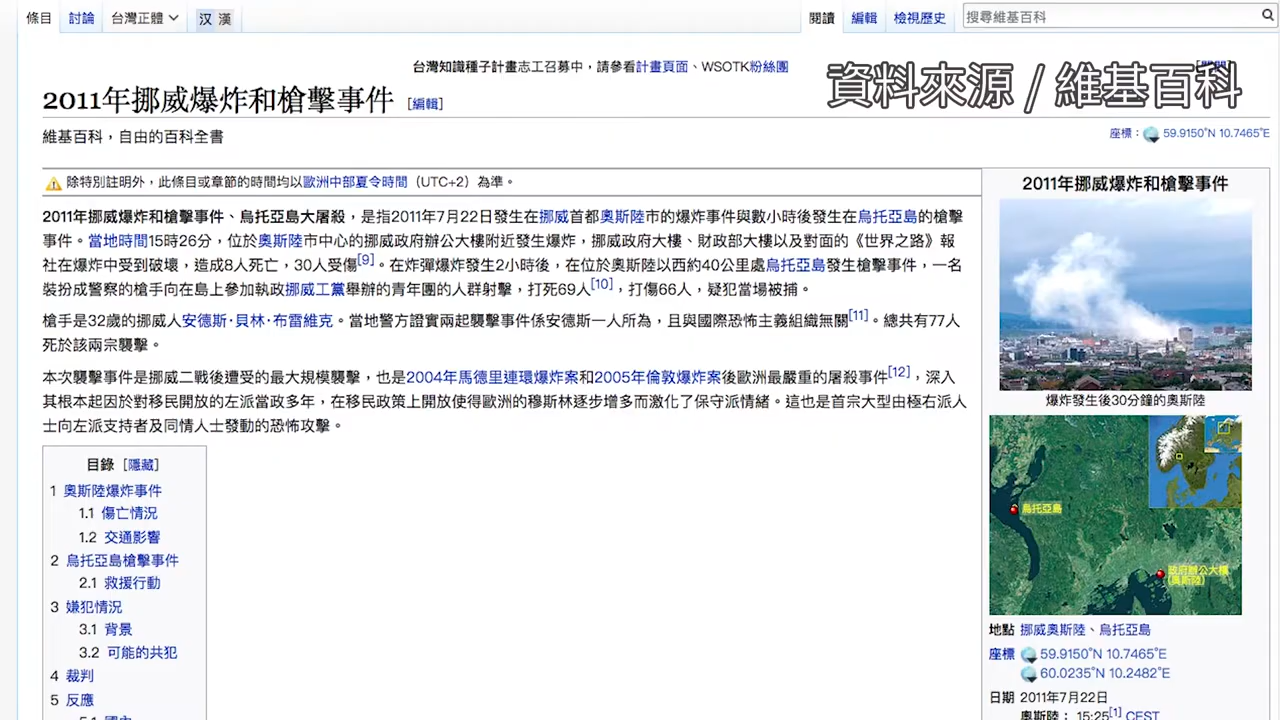 條目 討論 台灣正體 汉 漢 閱讀 編輯 檢視歷史 搜尋維基百科
台灣知識種子計畫志工召募中,請參看計畫頁面、WSOTK粉絲團
資料來源 / 維基百科
2011年挪威爆炸和槍擊事件 [編輯]
維基百科,自由的百科全書
座標: 59.9150°N 10.7465°E
除特別註明外,此條目或章節的時間均以歐洲中部夏令時間(UTC+2)為準。
2011年挪威爆炸和槍擊事件、烏托亞島大屠殺,是指2011年7月22日發生在挪威首都奧斯陸市的爆炸事件與數小時後發生在烏托亞島的槍擊
事件。當地時間15時26分,位於奧斯陸市中心的挪威政府辦公大樓附近發生爆炸,挪威政府大樓、財政部大樓以及對面的《世界之路》報
社在爆炸中受到破壞,造成8人死亡,30人受傷[9]。在炸彈爆炸發生2小時後,在位於奧斯陸以西約40公里處烏托亞島發生槍擊事件,一名
裝扮成警察的槍手向在島上參加執政挪威工黨舉辦的青年團的人群射擊,打死69人[10],打傷66人,疑犯當場被捕。
槍手是32歲的挪威人安德斯·貝林·布雷維克。當地警方證實兩起襲擊事件係安德斯一人所為,且與國際恐怖主義組織無關[11]。總共有77人
死於該兩宗襲擊。
本次襲擊事件是挪威二戰後遭受的最大規模襲擊,也是2004年馬德里連環爆炸案和2005年倫敦爆炸案後歐洲最嚴重的屠殺事件[12],深入
其根本起因於對移民開放的左派當政多年,在移民政策上開放使得歐洲的穆斯林逐步增多而激化了保守派情緒。這也是首宗大型由極右派人
士向左派支持者及同情人士發動的恐怖攻擊。
目錄 [隱藏]
1 奧斯陸爆炸事件
1.1 傷亡情況
1.2 交通影響
2 烏托亞島槍擊事件
2.1 救援行動
3 嫌犯情況
3.1 背景
3.2 可能的共犯
4 裁判
5 反應
5.1 國內
2011年挪威爆炸和槍擊事件
爆炸發生後30分鐘的奧斯陸
烏托亞島
政府辦公大樓
(奧斯陸)
地點 挪威奧斯陸、烏托亞島
座標 59.9150°N 10.7465°E
60.0235°N 10.2482°E
日期 2011年7月22日
奧斯陸: 15:25[1] CEST